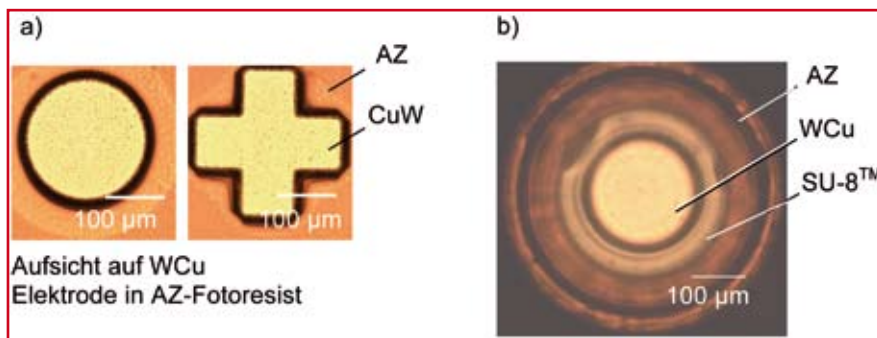 a)
AZ
CuW
100 µm
100 µm
Aufsicht auf WCu
Elektrode in AZ-Fotoresist
b)
AZ
WCu
SU-8™
100 µm